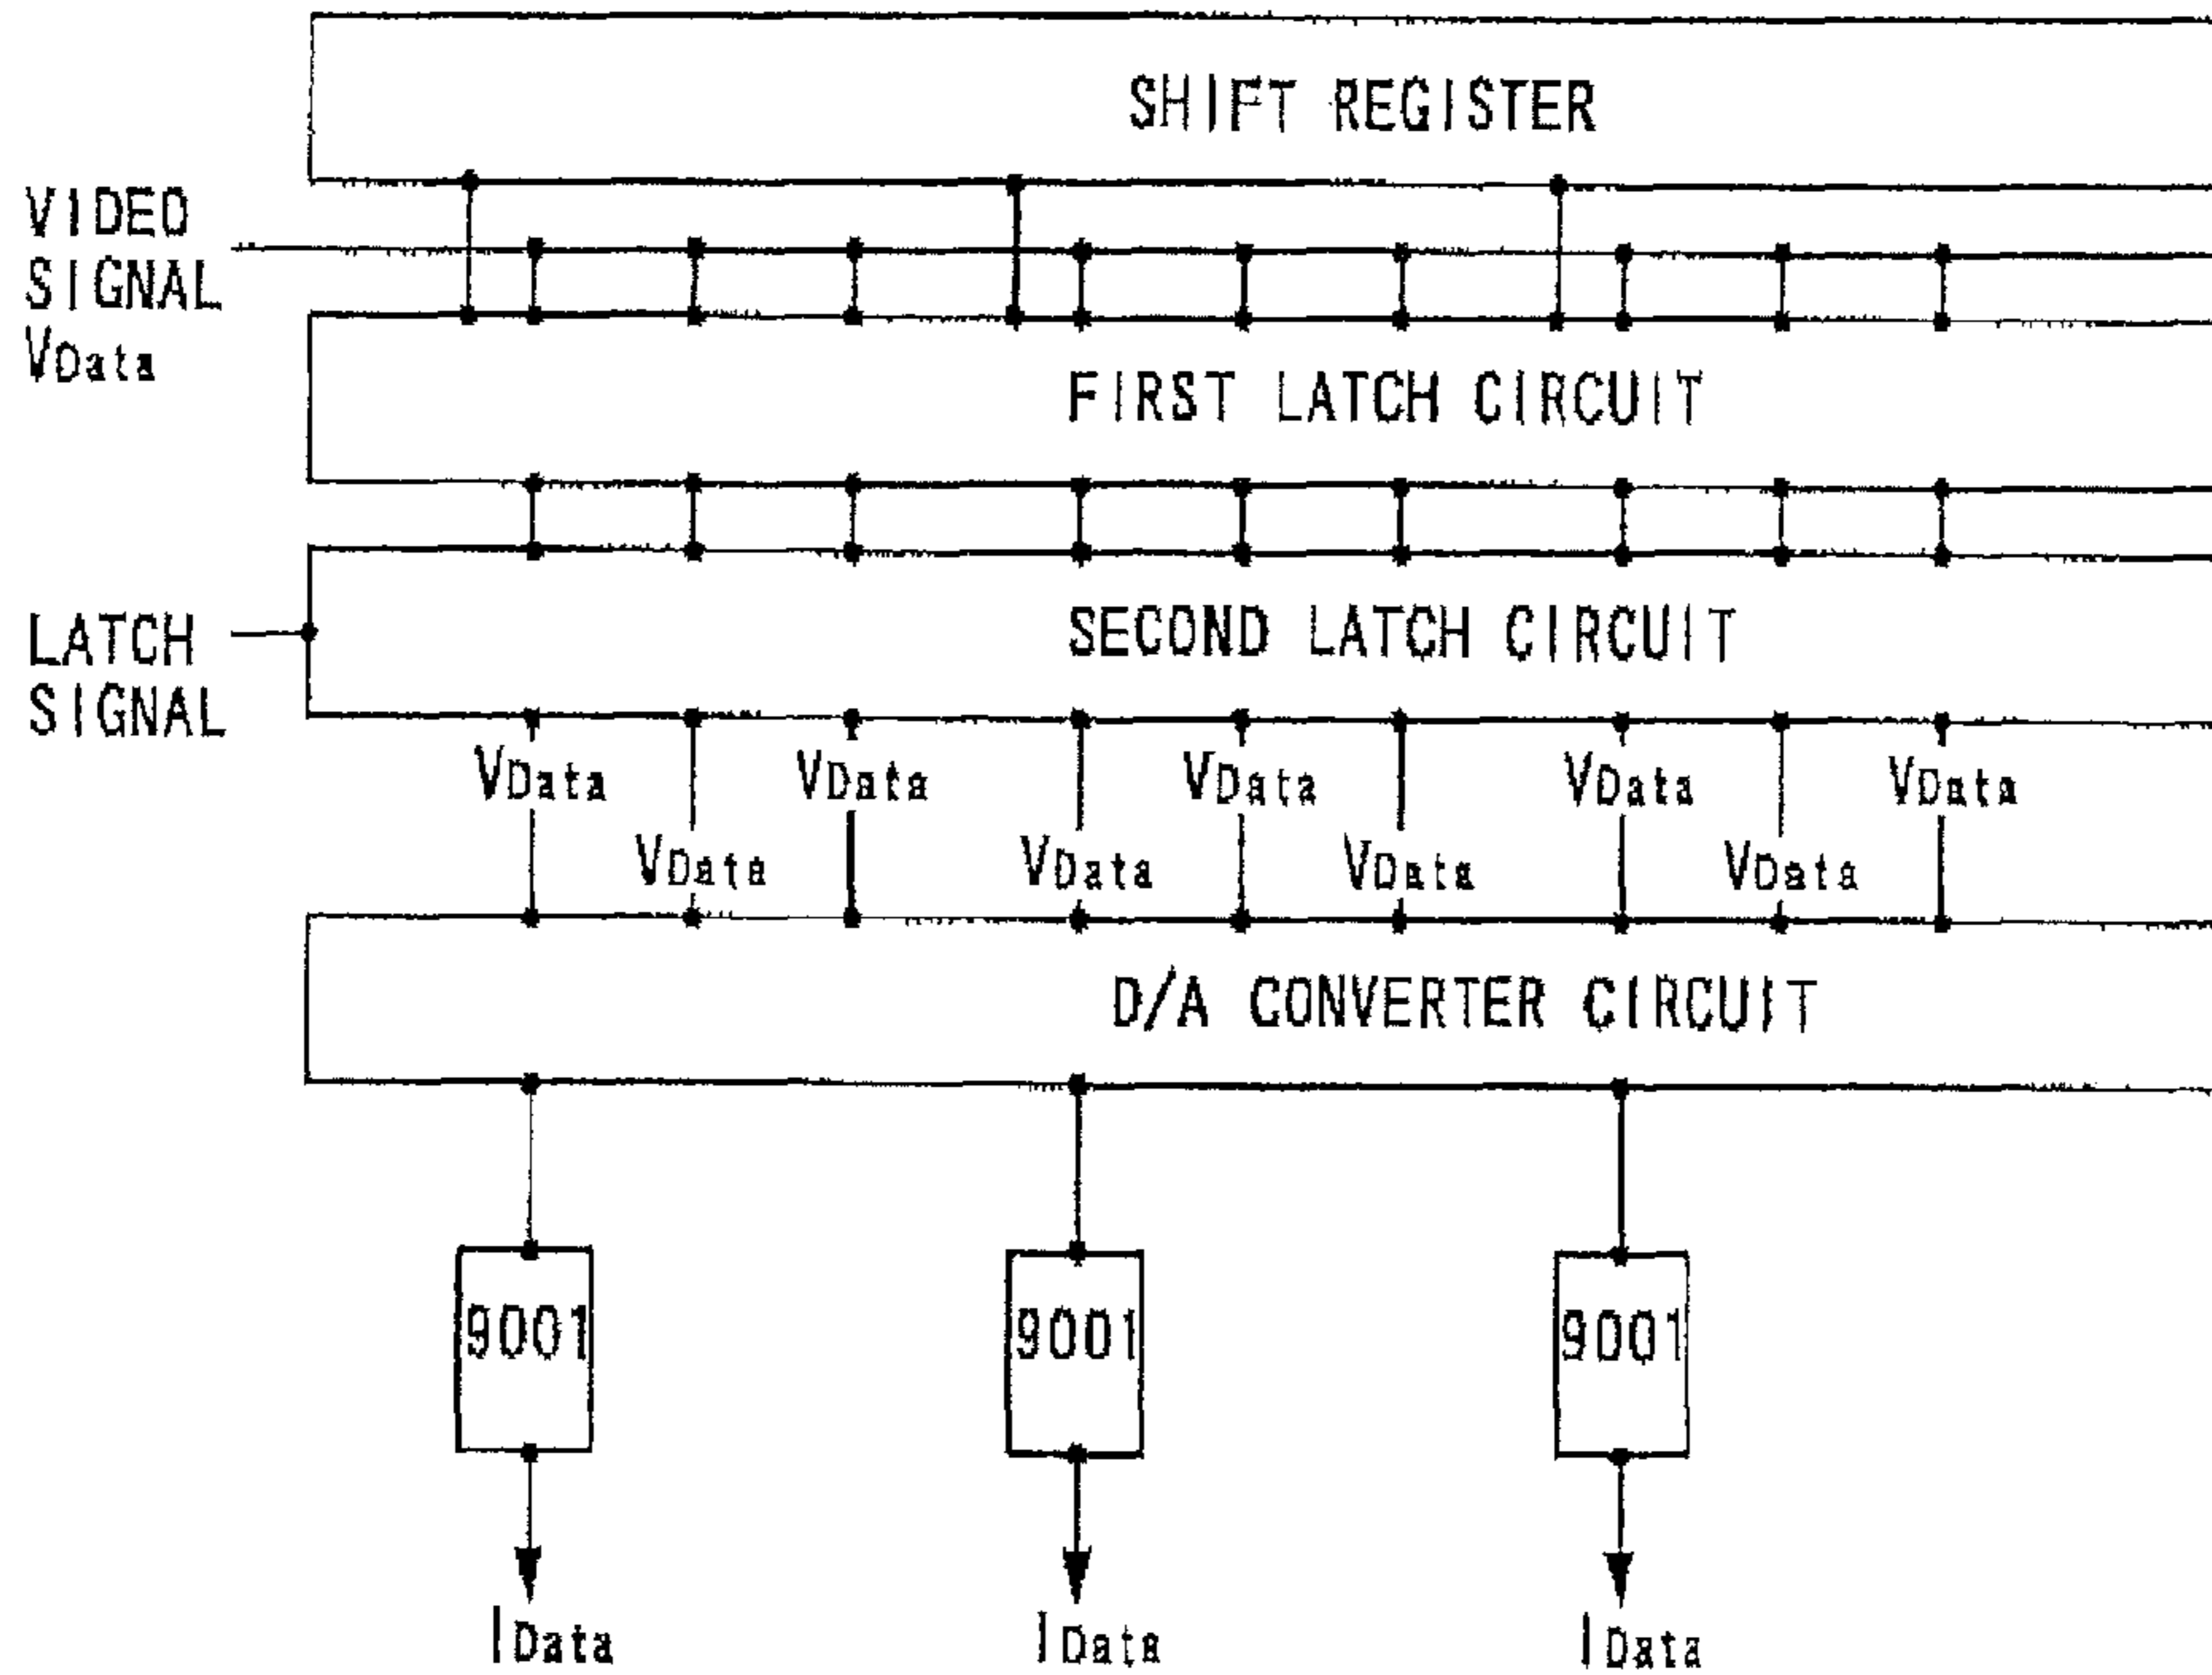 SHIFT REGISTER
VIDEO
SIGNAL
VData
FIRST LATCH CIRCUIT
SECOND LATCH CIRCUIT
LATCH
SIGNAL
VData VData VData VData VData
VData VData VData VData
D/A CONVERTER CIRCUIT
9001 9001 9001
IData IData IData